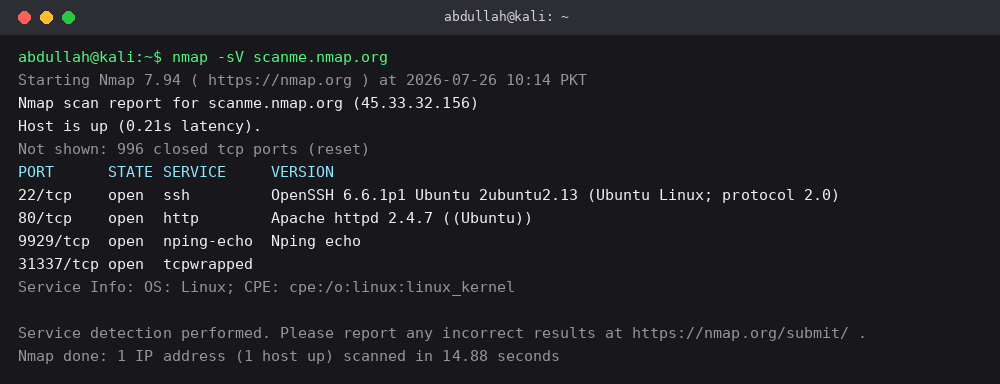 abdullah@kali: ~
abdullah@kali:~$ nmap -sV scanme.nmap.org
Starting Nmap 7.94 ( https://nmap.org ) at 2026-07-26 10:14 PKT
Nmap scan report for scanme.nmap.org (45.33.32.156)
Host is up (0.21s latency).
Not shown: 996 closed tcp ports (reset)
PORT      STATE SERVICE     VERSION
22/tcp    open  ssh         OpenSSH 6.6.1p1 Ubuntu 2ubuntu2.13 (Ubuntu Linux; protocol 2.0)
80/tcp    open  http        Apache httpd 2.4.7 ((Ubuntu))
9929/tcp  open  nping-echo  Nping echo
31337/tcp open  tcpwrapped
Service Info: OS: Linux; CPE: cpe:/o:linux:linux_kernel
Service detection performed. Please report any incorrect results at https://nmap.org/submit/ .
Nmap done: 1 IP address (1 host up) scanned in 14.88 seconds